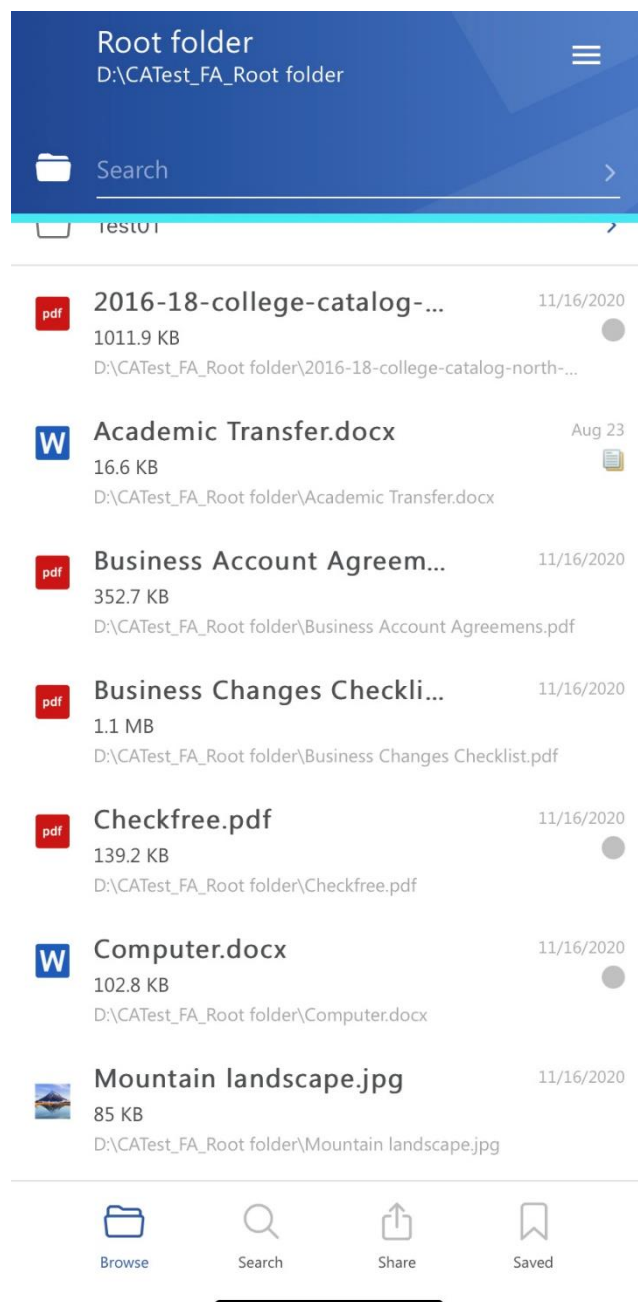 Root folder
D:\CATest_FA_Root folder
Search
Test01
pdf 2016-18-college-catalog-... 11/16/2020
1011.9 KB
D:\CATest_FA_Root folder\2016-18-college-catalog-north-...
W Academic Transfer.docx Aug 23
16.6 KB
D:\CATest_FA_Root folder\Academic Transfer.docx
pdf Business Account Agreem... 11/16/2020
352.7 KB
D:\CATest_FA_Root folder\Business Account Agreemens.pdf
pdf Business Changes Checkli... 11/16/2020
1.1 MB
D:\CATest_FA_Root folder\Business Changes Checklist.pdf
pdf Checkfree.pdf 11/16/2020
139.2 KB
D:\CATest_FA_Root folder\Checkfree.pdf
W Computer.docx 11/16/2020
102.8 KB
D:\CATest_FA_Root folder\Computer.docx
Mountain landscape.jpg 11/16/2020
85 KB
D:\CATest_FA_Root folder\Mountain landscape.jpg
Browse Search Share Saved